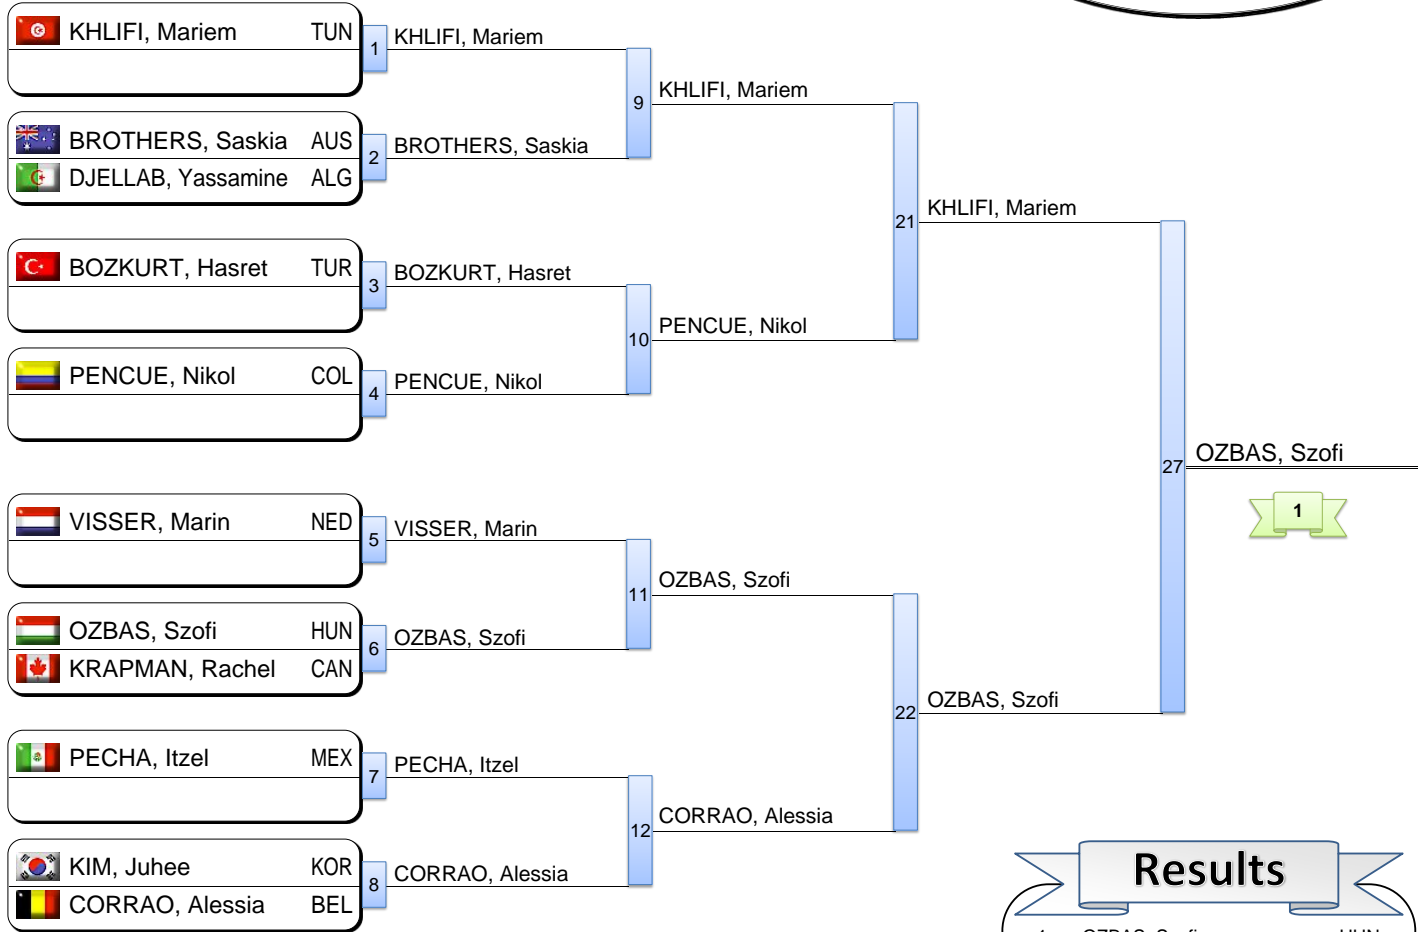 KHLIFI, Mariem TUN
1
KHLIFI, Mariem
BROTHERS, Saskia AUS
DJELLAB, Yassamine ALG
2
BROTHERS, Saskia
9
KHLIFI, Mariem
BOZKURT, Hasret TUR
3
BOZKURT, Hasret
PENCUE, Nikol COL
4
PENCUE, Nikol
10
PENCUE, Nikol
21
KHLIFI, Mariem
VISSER, Marin NED
5
VISSER, Marin
OZBAS, Szofi HUN
KRAPMAN, Rachel CAN
6
OZBAS, Szofi
11
OZBAS, Szofi
PECHA, Itzel MEX
7
PECHA, Itzel
KIM, Juhee KOR
CORRAO, Alessia BEL
8
CORRAO, Alessia
12
CORRAO, Alessia
22
OZBAS, Szofi
27
OZBAS, Szofi
1
Results
1 OZBAS, Szofi HUN